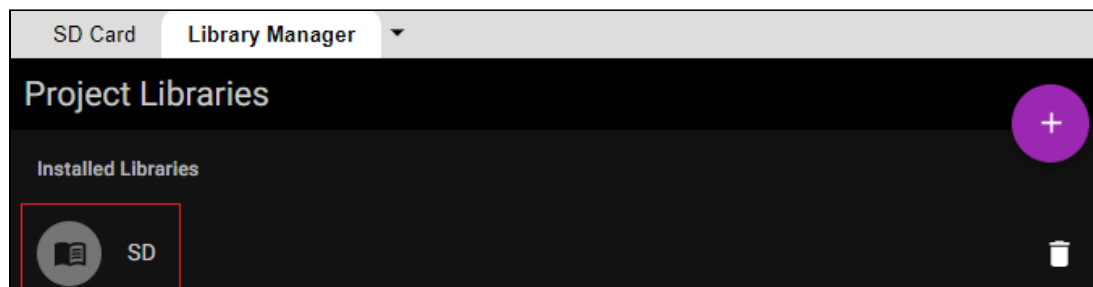 SD Card Library Manager
Project Libraries
+
Installed Libraries
SD